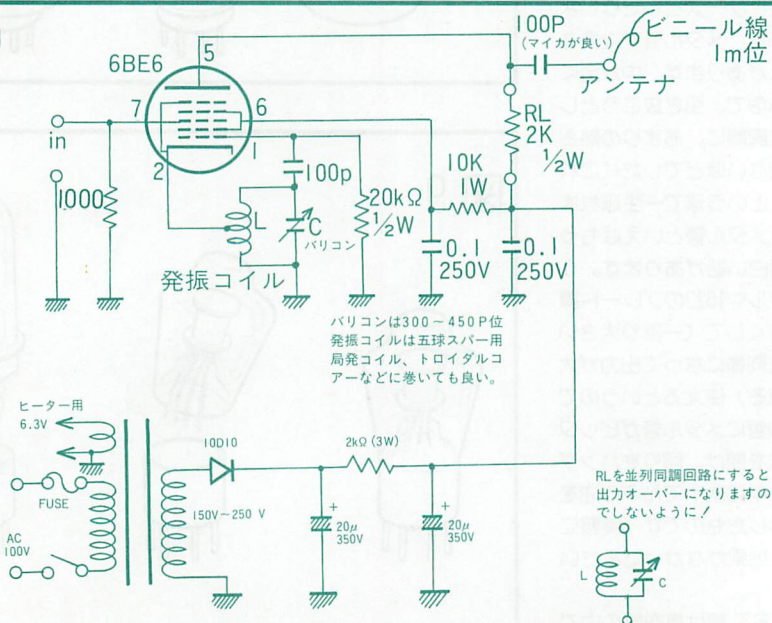 5
6BE6
100P
(マイカが良い)
ビニール線
1m位
アンテナ
7
6
in
2
1
RL
2K
1/2W
1000
100p
10K
1W
L
C
バリコン
20kΩ
1/2W
0.1
250V
0.1
250V
発振コイル
バリコンは300~450P位
発振コイルは五球スパー用
局発コイル、トロイダルコ
アーなどに巻いても良い。
ヒーター用
6.3V
FUSE
AC
100V
10D10
150V~250 V
2kΩ (3W)
+
20μ
350V
+
20μ
350V
RLを並列同調回路にすると
出力オーバーになりますの
でしないように!
L
C